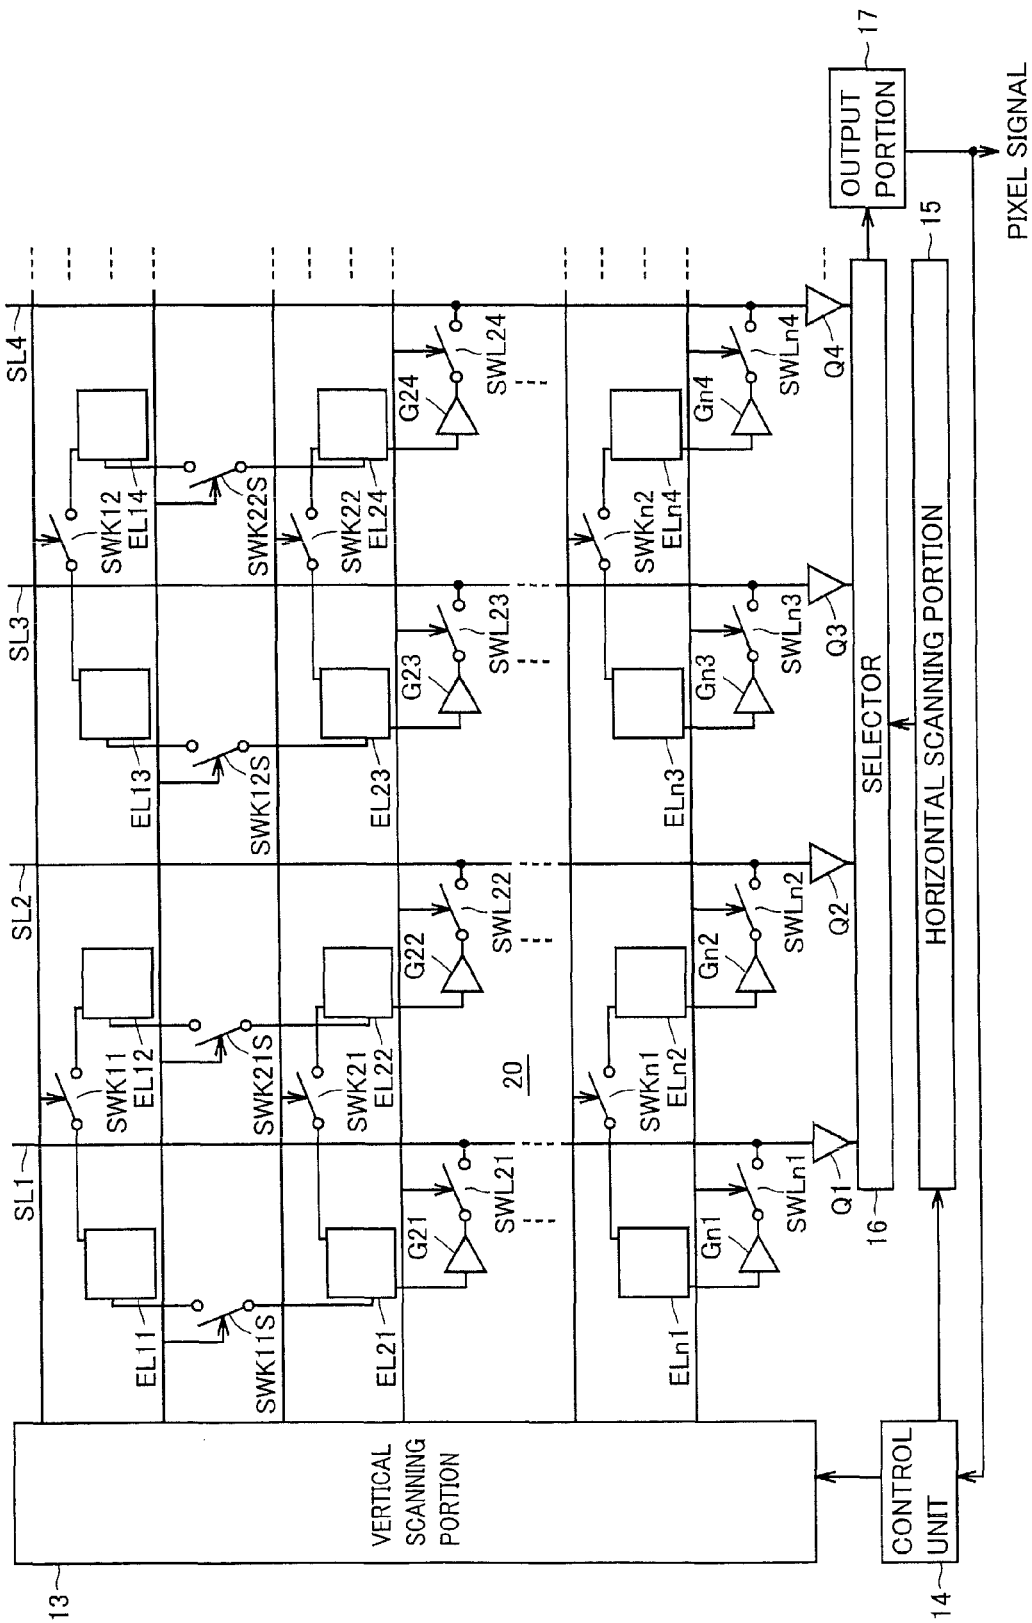 SL1
SL2
SL3
SL4
SWK11
SWK12
EL11
EL12
EL13
EL14
SWK11S
SWK21S
SWK12S
SWK22S
SWK21
SWK22
EL21
EL22
EL23
EL24
G21
G22
G23
G24
SWL21
SWL22
SWL23
SWL24
20
SWKn1
SWKn2
ELn1
ELn2
ELn3
ELn4
Gn1
Gn2
Gn3
Gn4
SWLn1
SWLn2
SWLn3
SWLn4
Q1
Q2
Q3
Q4
13
VERTICAL
SCANNING
PORTION
14
CONTROL
UNIT
16
SELECTOR
HORIZONTAL SCANNING PORTION
15
OUTPUT
PORTION
17
PIXEL SIGNAL